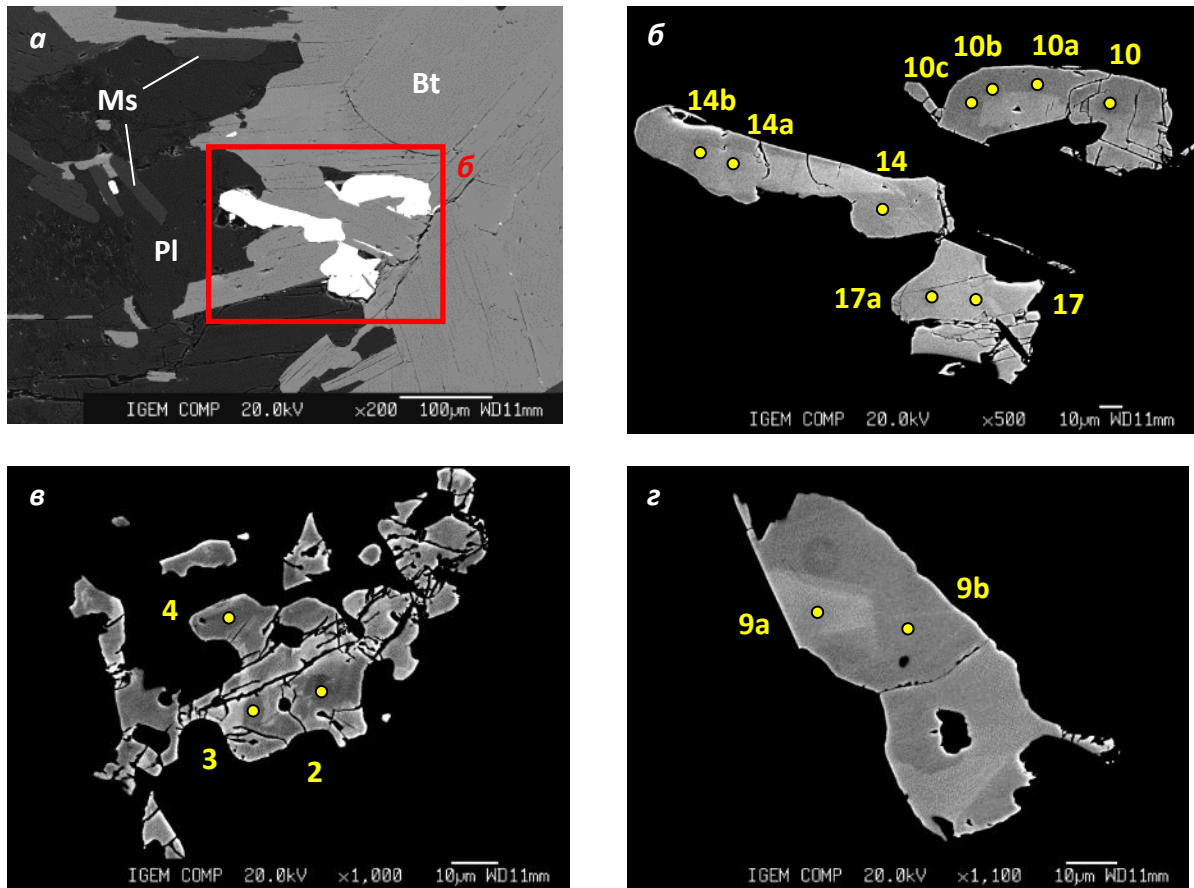 а
Ms
Bt
б
Pl
IGEM COMP 20.0kV ×200 100µm WD11mm
б
10c 10b 10a 10
14b 14a 14
17a 17
IGEM COMP 20.0kV ×500 10µm WD11mm
в
4
3 2
IGEM COMP 20.0kV ×1,000 10µm WD11mm
г
9a 9b
IGEM COMP 20.0kV ×1,100 10µm WD11mm